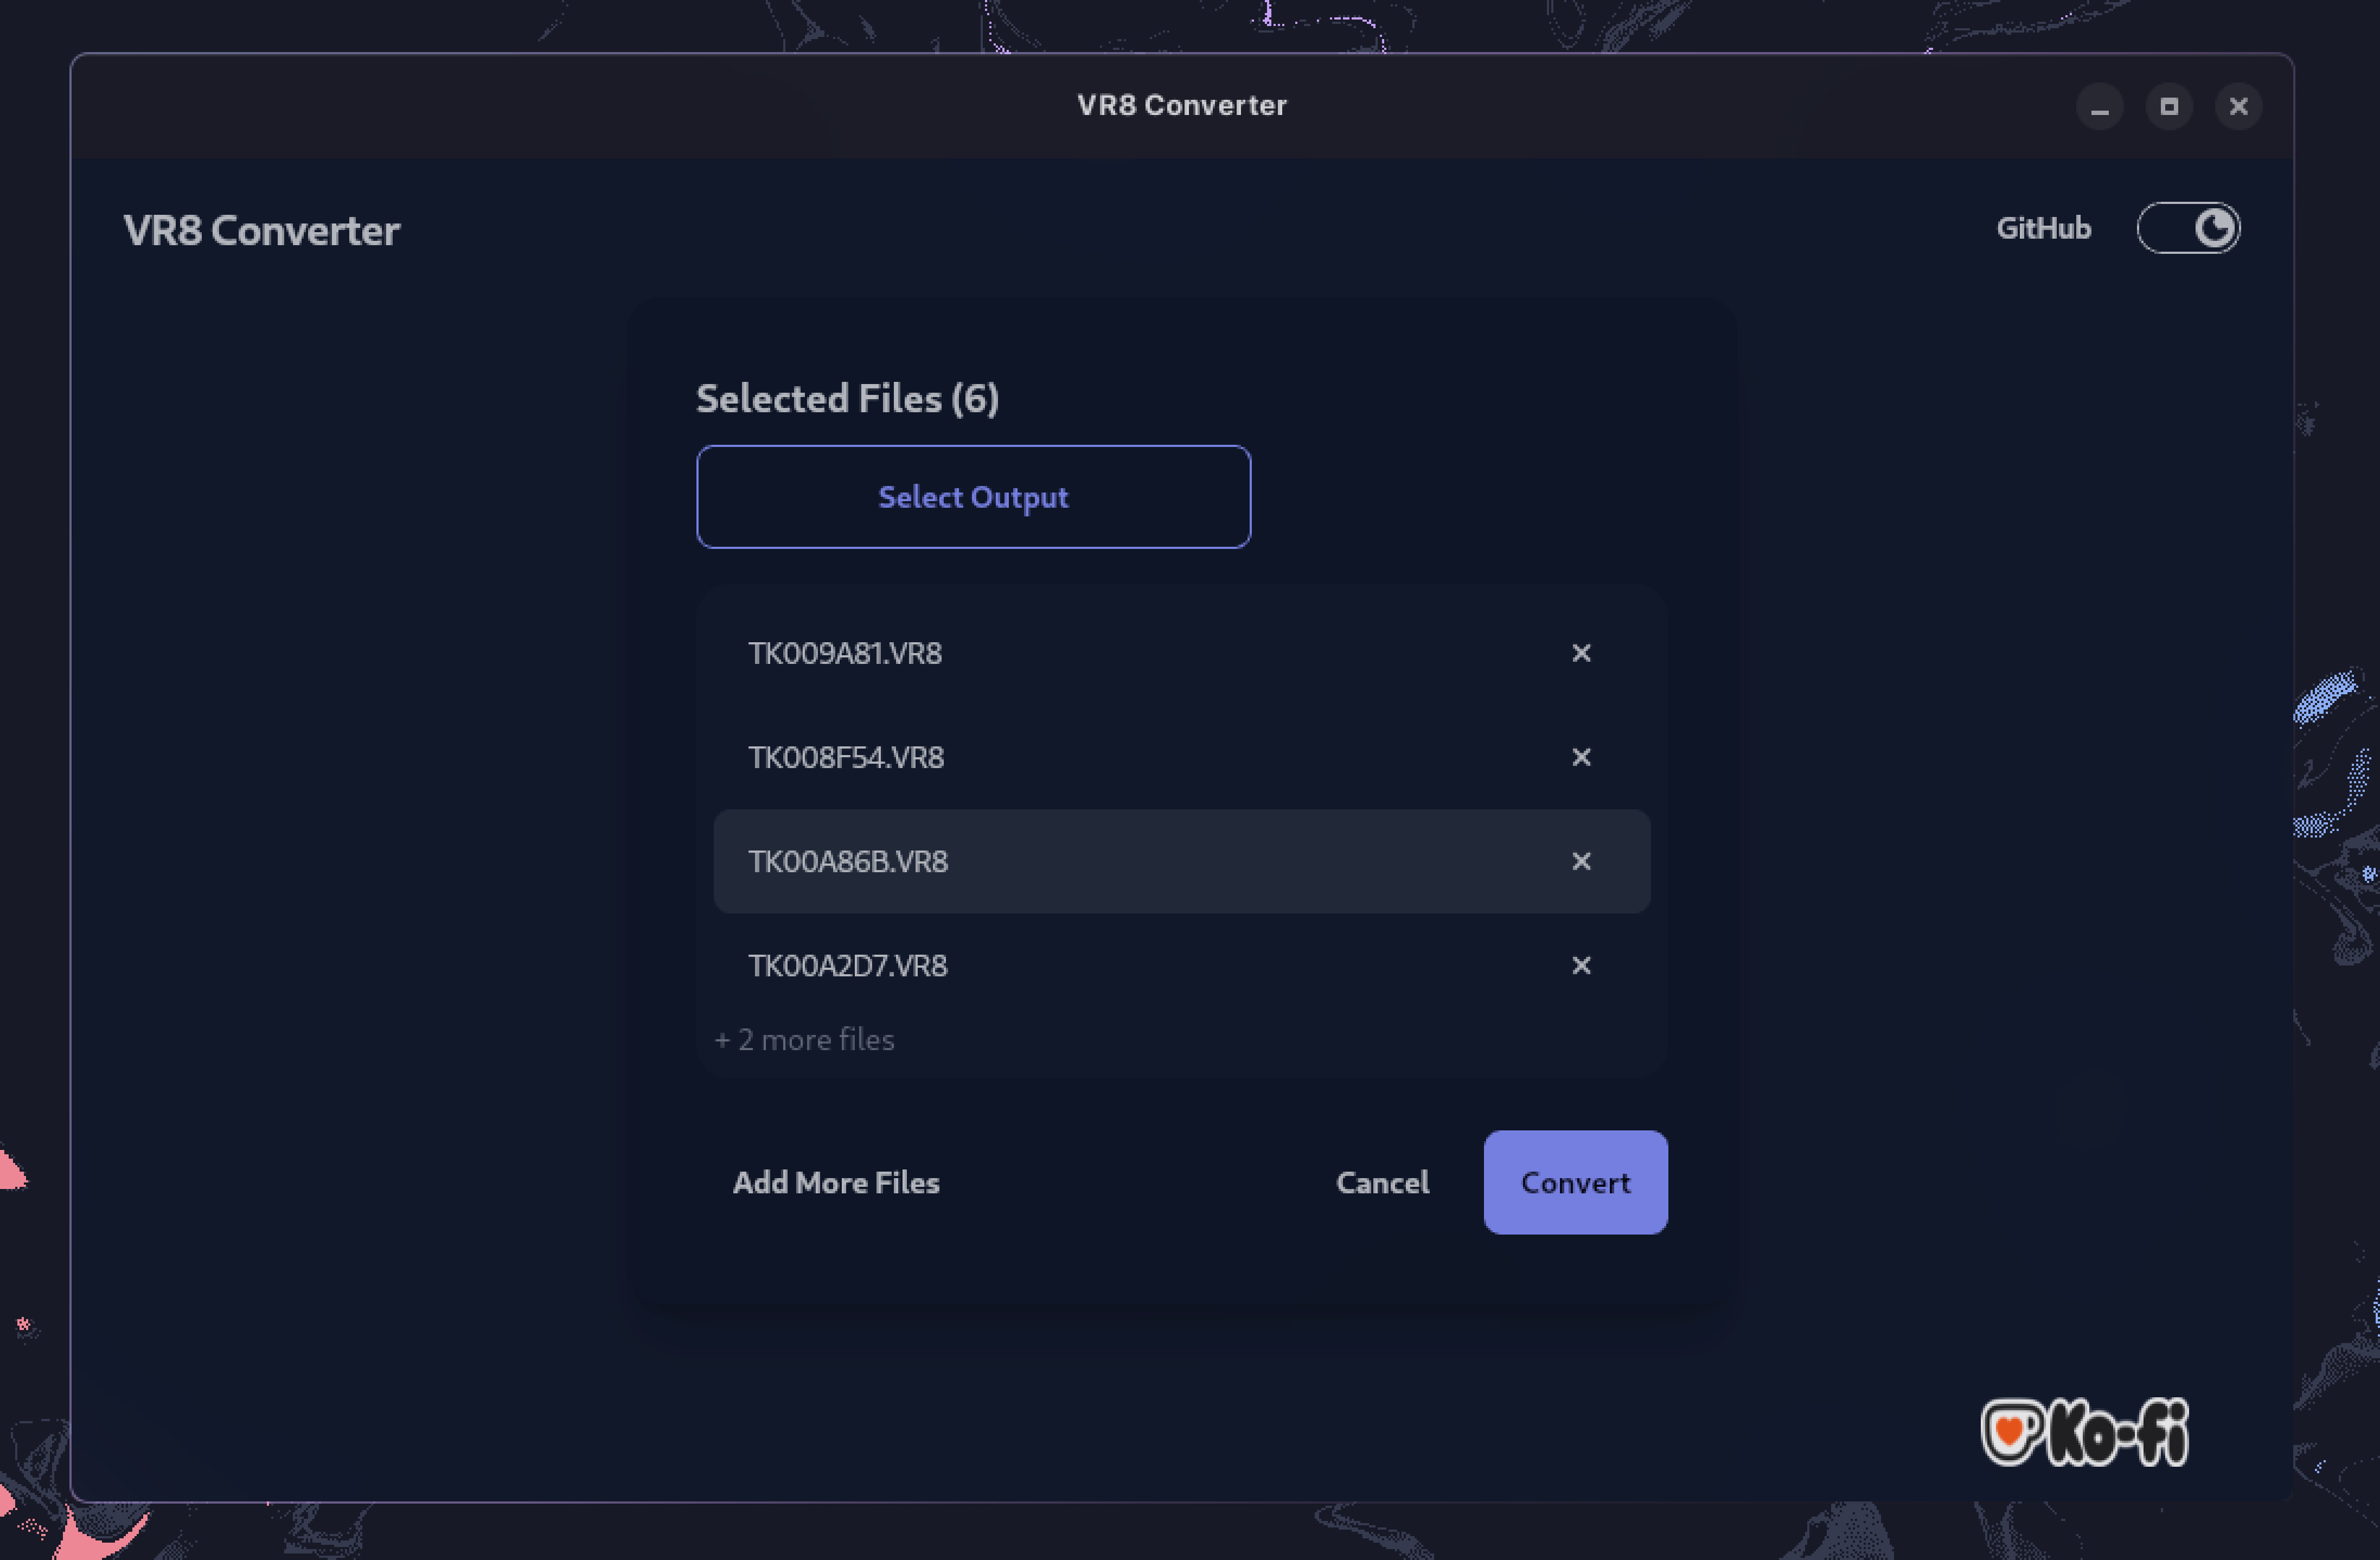 VR8 Converter
VR8 Converter
GitHub
Selected Files (6)
Select Output
TK009A81.VR8
TK008F54.VR8
TK00A86B.VR8
TK00A2D7.VR8
+ 2 more files
Add More Files
Cancel
Convert
Ko-fi